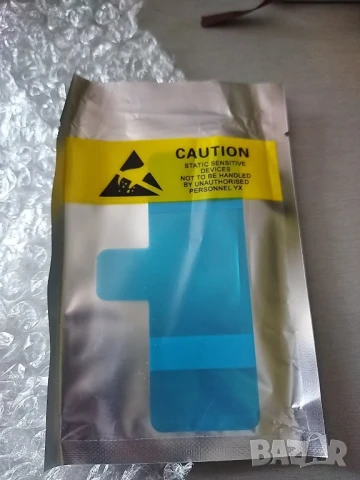 CAUTION
STATIC SENSITIVE
DEVICES
NOT TO BE HANDLED
BY UNAUTHORISED
PERSONNEL YX
BAZAR